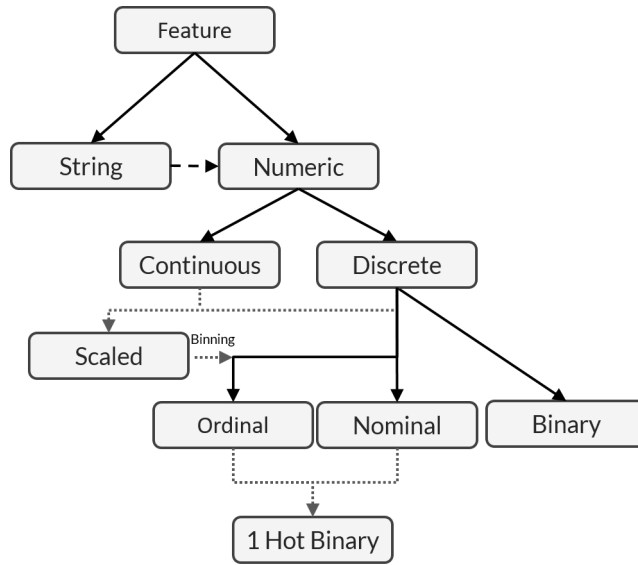 Feature
String
Numeric
Continuous
Discrete
Scaled
Binning
Ordinal
Nominal
Binary
1 Hot Binary